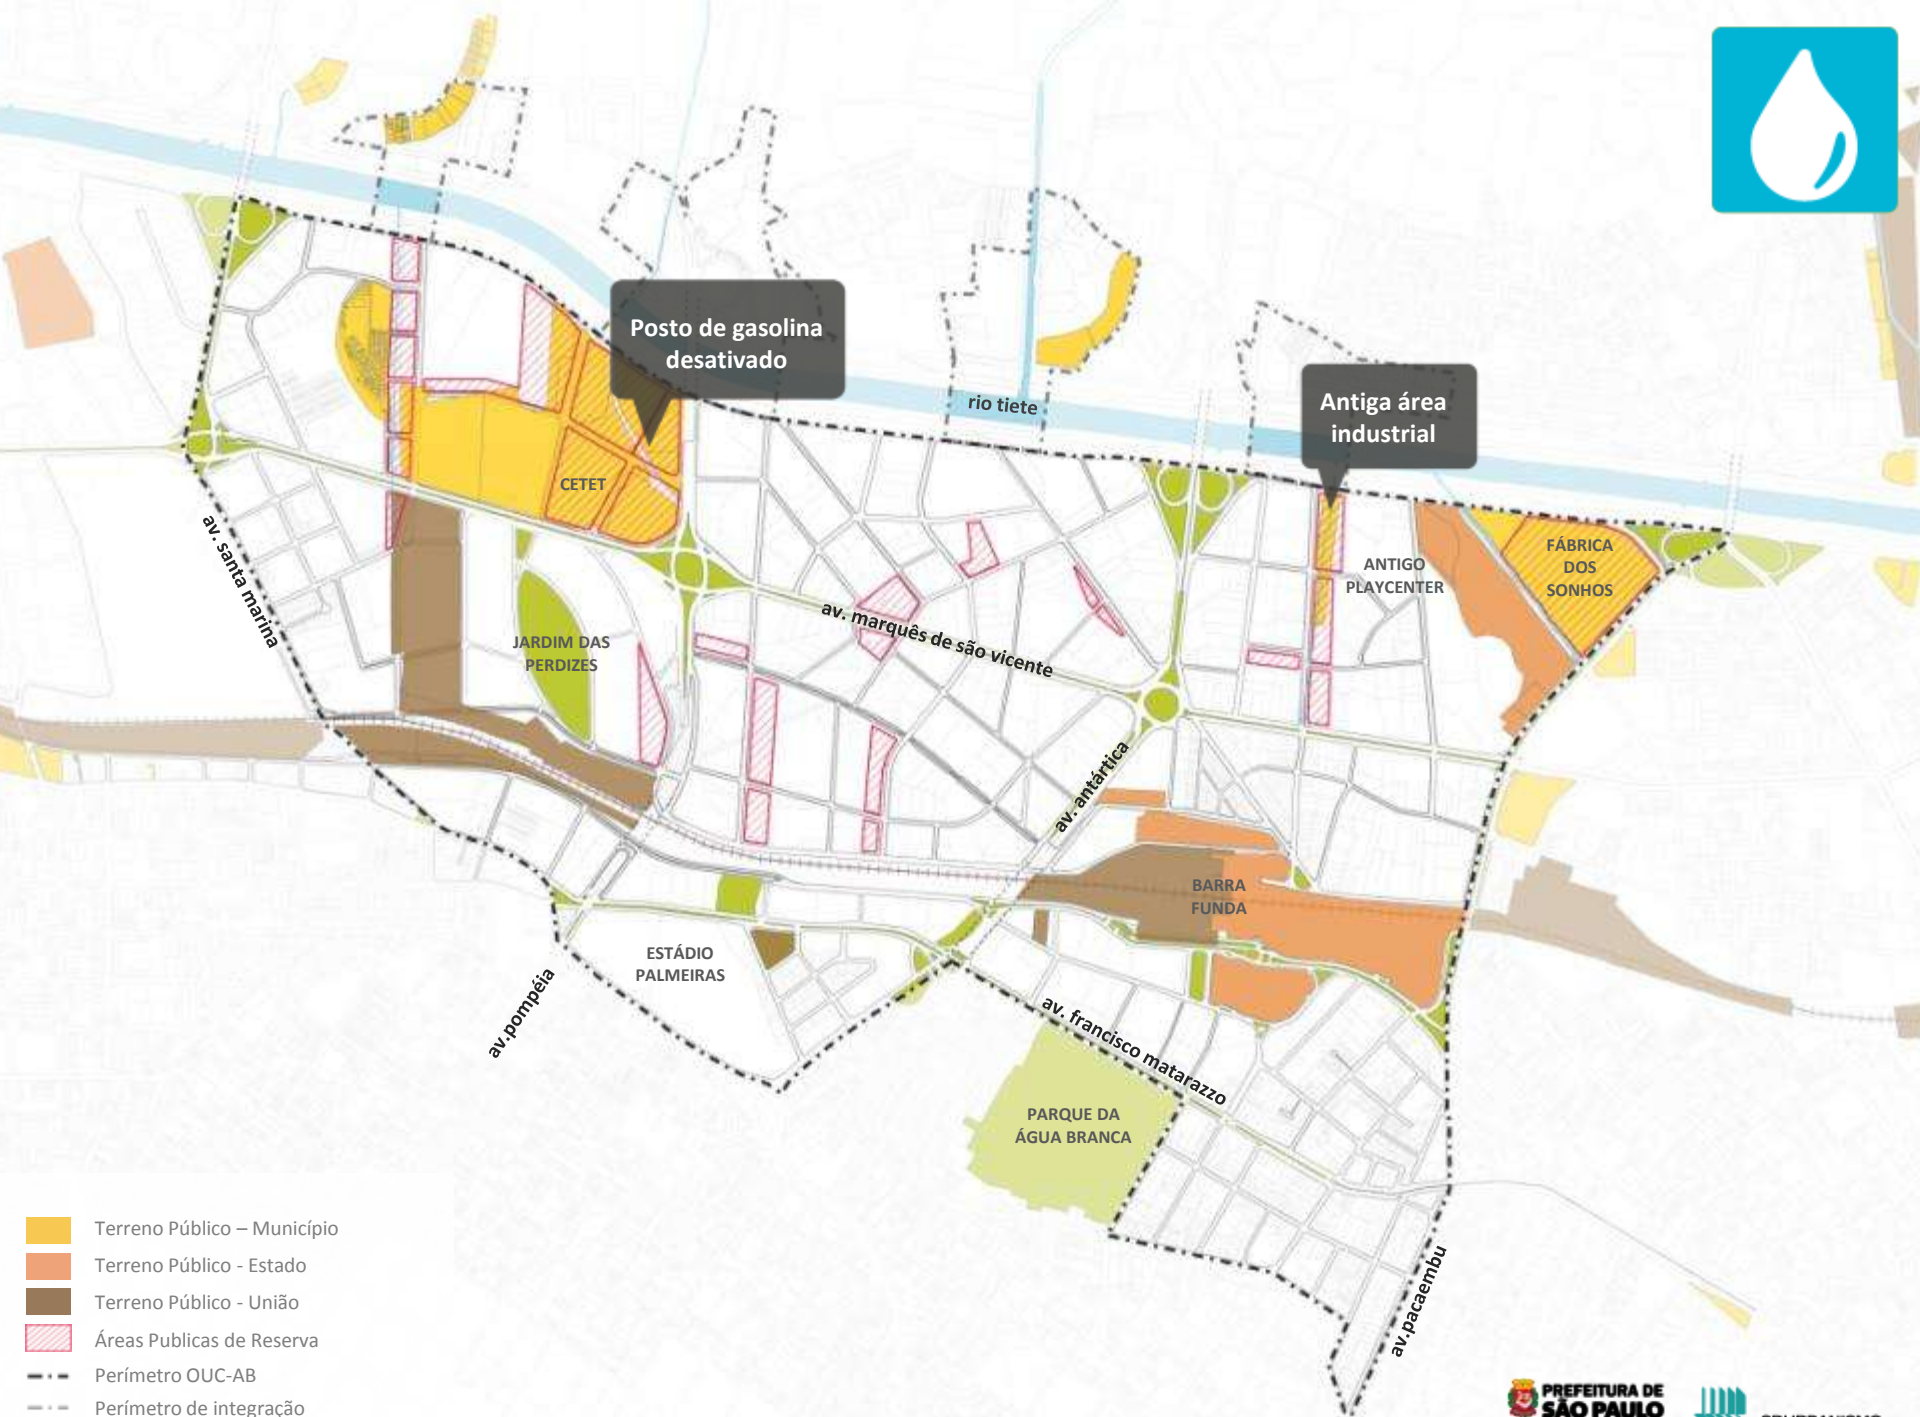 Posto de gasolina
desativado
rio tiete
Antiga área
industrial
CETET
av. santa marina
FÁBRICA
DOS
SONHOS
ANTIGO
PLAYCENTER
JARDIM DAS
PERDIZES
av. marquês de são vicente
av. antártica
BARRA
FUNDA
ESTÁDIO
PALMEIRAS
av.pompéia
av. francisco matarazzo
PARQUE DA
ÁGUA BRANCA
av.pacaembu
Terreno Público – Município
Terreno Público - Estado
Terreno Público - União
Áreas Publicas de Reserva
Perímetro OUC-AB
Perímetro de integração
PREFEITURA DE
SÃO PAULO